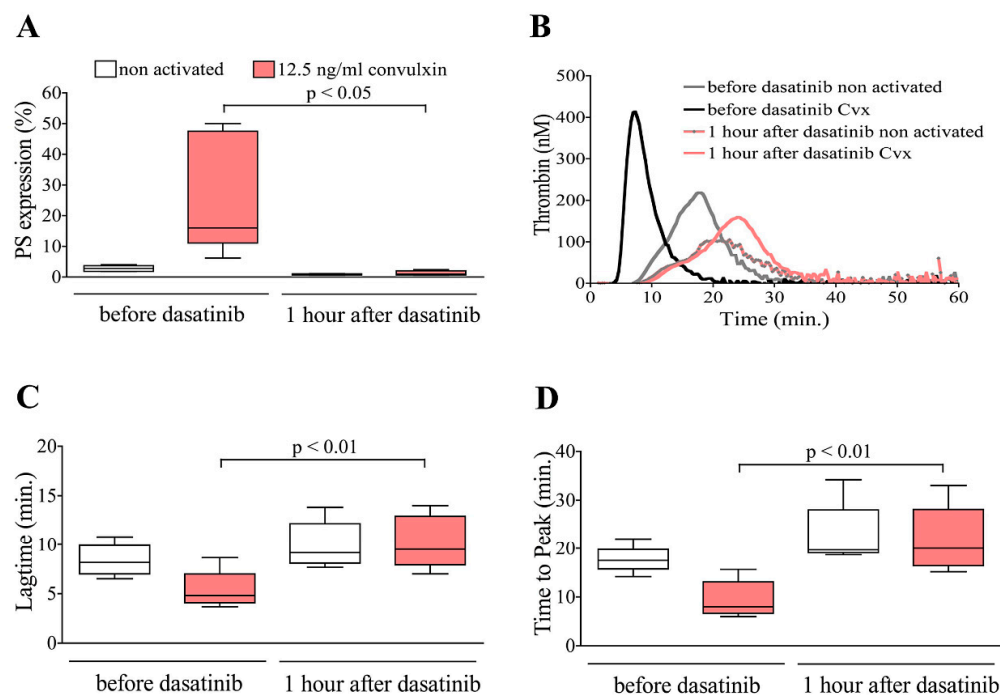 A
non activated
12.5 ng/ml convulxin
p < 0.05
PS expression (%)
60
50
40
30
20
10
0
before dasatinib
1 hour after dasatinib
B
before dasatinib non activated
before dasatinib Cvx
1 hour after dasatinib non activated
1 hour after dasatinib Cvx
Thrombin (nM)
500
400
200
100
0
1
10
20
30
40
50
60
Time (min.)
C
p < 0.01
Lagtime (min.)
20
15
10
5
0
before dasatinib
1 hour after dasatinib
D
p < 0.01
Time to Peak (min.)
40
30
20
10
0
before dasatinib
1 hour after dasatinib